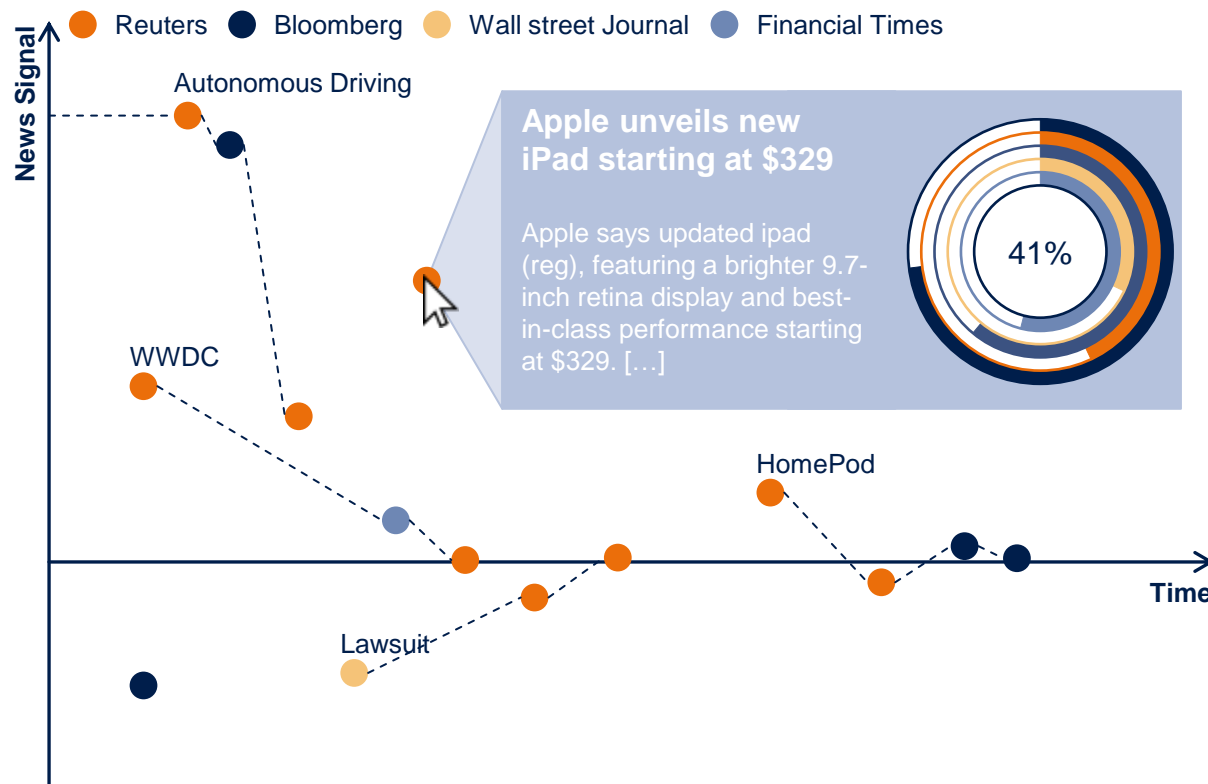 Reuters
Bloomberg
Wall street Journal
Financial Times
News Signal
Autonomous Driving
Apple unveils new
iPad starting at $329
Apple says updated ipad
(reg), featuring a brighter 9.7-
inch retina display and best-
in-class performance starting
at $329. […]
41%
WWDC
HomePod
Time
Lawsuit